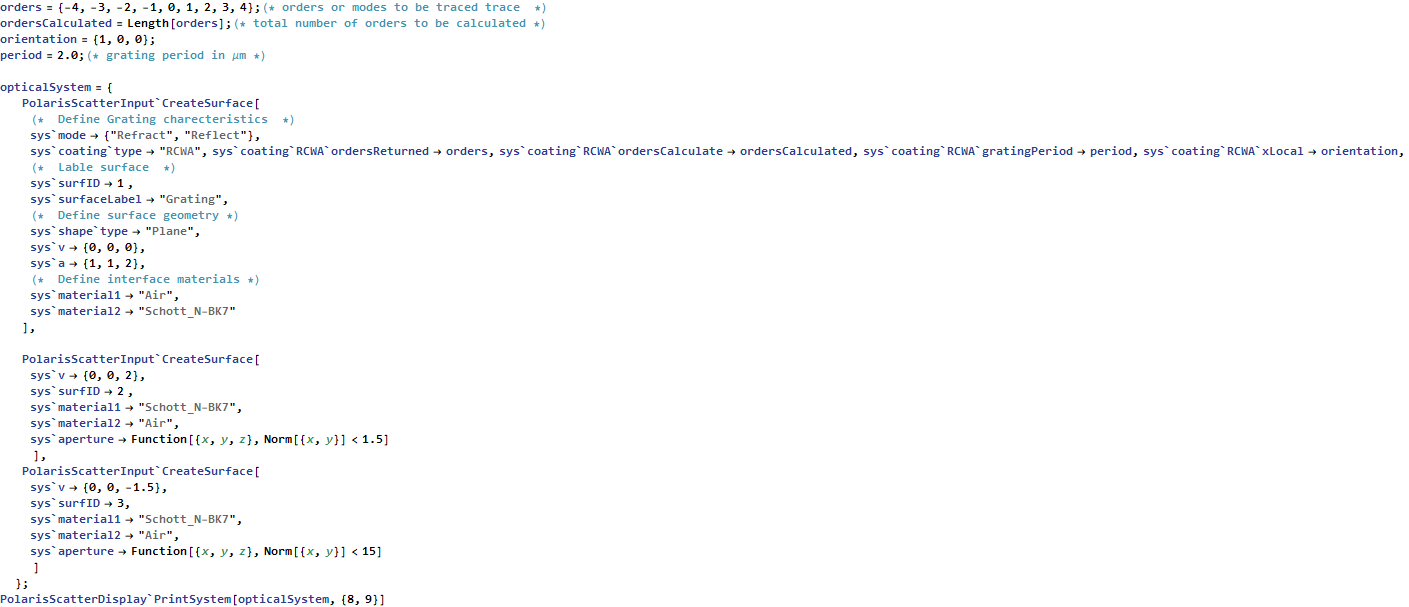 orders = {-4, -3, -2, -1, 0, 1, 2, 3, 4};(* orders or modes to be traced trace *)
ordersCalculated = Length[orders];(* total number of orders to be calculated *)
orientation = {1, 0, 0};
period = 2.0;(* grating period in μm *)
opticalSystem = {
PolarisScatterInput`CreateSurface[
(* Define Grating charecteristics *)
sys`mode → {"Refract", "Reflect"},
sys`coating`type → "RCWA", sys`coating`RCWA`ordersReturned → orders, sys`coating`RCWA`ordersCalculate → ordersCalculated, sys`coating`RCWA`gratingPeriod → period, sys`coating`RCWA`xLocal → orientation,
(* Lable surface *)
sys`surfID → 1 ,
sys`surfaceLabel → "Grating",
(* Define surface geometry *)
sys`shape`type → "Plane",
sys`v → {0, 0, 0},
sys`a → {1, 1, 2},
(* Define interface materials *)
sys`material1 → "Air",
sys`material2 → "Schott_N-BK7"
],
PolarisScatterInput`CreateSurface[
sys`v → {0, 0, 2},
sys`surfID → 2 ,
sys`material1 → "Schott_N-BK7",
sys`material2 → "Air",
sys`aperture → Function[{x, y, z}, Norm[{x, y}] < 1.5]
],
PolarisScatterInput`CreateSurface[
sys`v → {0, 0, -1.5},
sys`surfID → 3,
sys`material1 → "Schott_N-BK7",
sys`material2 → "Air",
sys`aperture → Function[{x, y, z}, Norm[{x, y}] < 15]
]
};
PolarisScatterDisplay`PrintSystem[opticalSystem, {8, 9}]